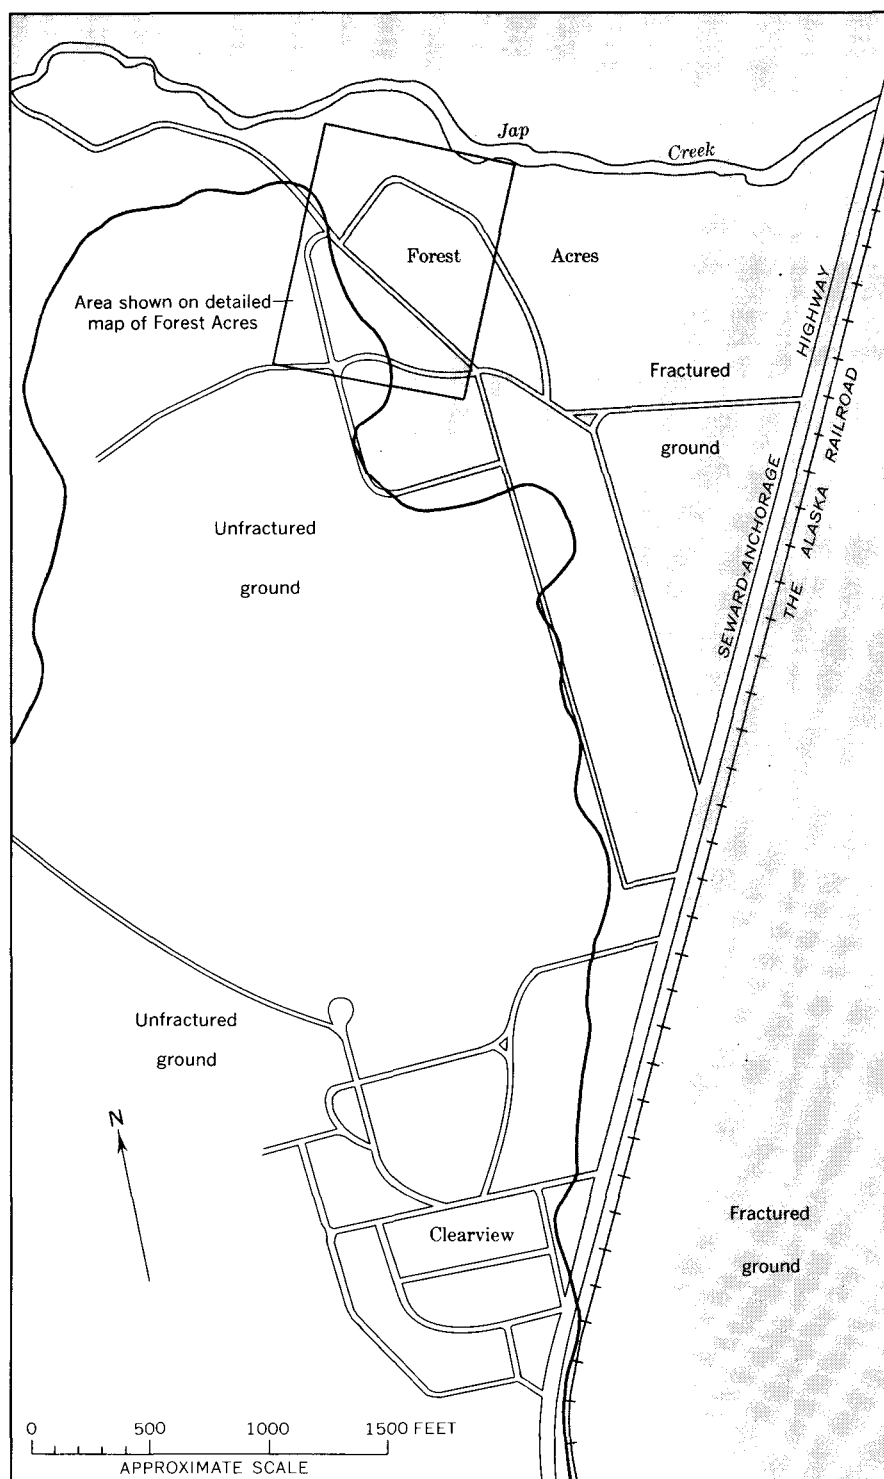 Jap
Creek
Forest
Acres
Area shown on detailed
map of Forest Acres
HIGHWAY
Fractured
ground
SEWARD-ANCHORAGE
THE ALASKA RAILROAD
Unfractured
ground
Unfractured
ground
N
Fractured
ground
Clearview
0 500 1000 1500 FEET
APPROXIMATE SCALE